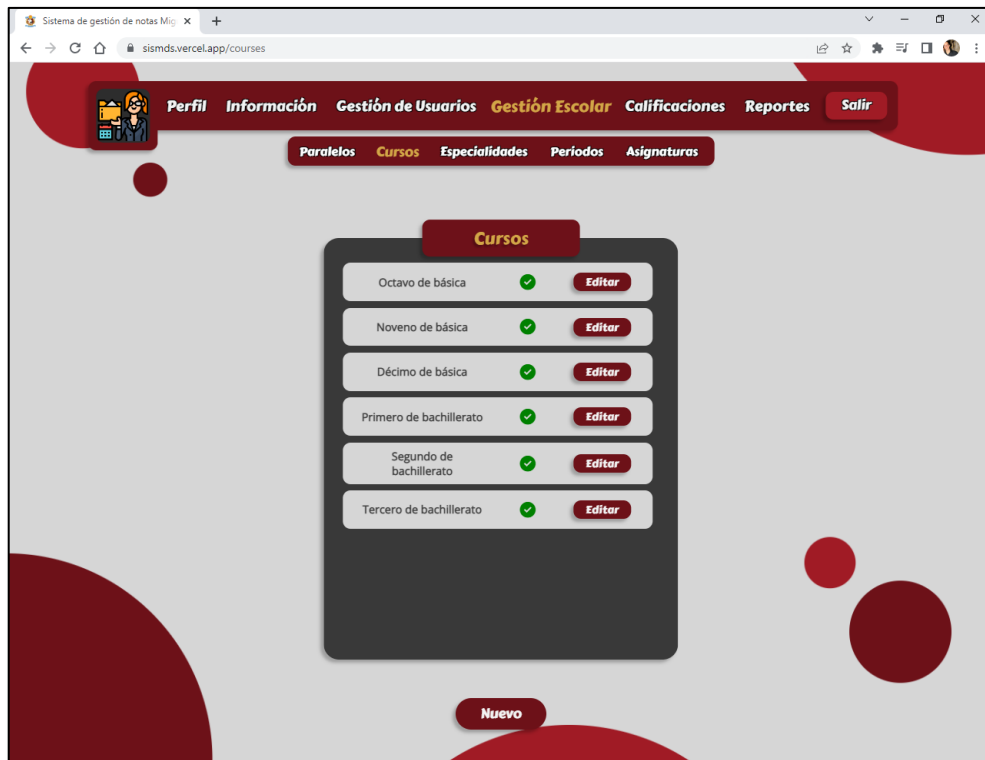 Sistema de gestión de notas Mig
sismds.vercel.app/courses
Perfil Información Gestión de Usuarios Gestión Escolar Calificaciones Reportes Salir
Paralelos Cursos Especialidades Períodos Asignaturas
Cursos
Octavo de básica Editar
Noveno de básica Editar
Décimo de básica Editar
Primero de bachillerato Editar
Segundo de
bachillerato Editar
Tercero de bachillerato Editar
Nuevo